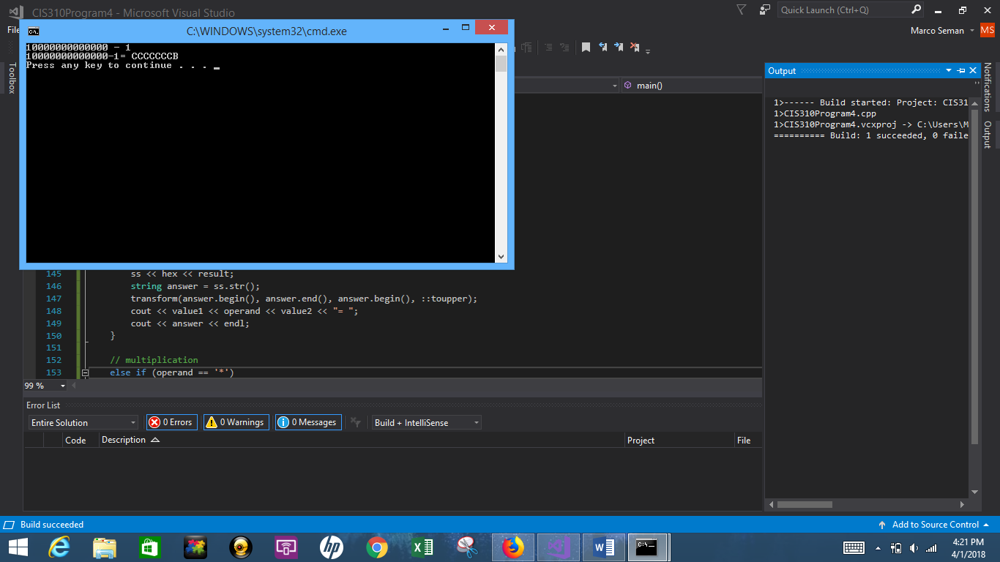 CIS310Program4 - Microsoft Visual Studio
Quick Launch (Ctrl+Q)
Marco Seman
MS
C:\WINDOWS\system32\cmd.exe
10000000000000 - 1
10000000000000-1= CCCCCCCB
Press any key to continue . . . _
Toolbox
main()
Output
1>------ Build started: Project: CIS31
1>CIS310Program4.cpp
1>CIS310Program4.vcxproj -> C:\Users\M
========== Build: 1 succeeded, 0 faile
Notifications
Output
145 ss << hex << result;
146 string answer = ss.str();
147 transform(answer.begin(), answer.end(), answer.begin(), ::toupper);
148 cout << value1 << operand << value2 << "= ";
149 cout << answer << endl;
150 }
151
152 // multiplication
153 else if (operand == '*')
99 %
Error List
Entire Solution
0 Errors
0 Warnings
0 Messages
Build + IntelliSense
Code Description Project File
Build succeeded
Add to Source Control
4:21 PM
4/1/2018